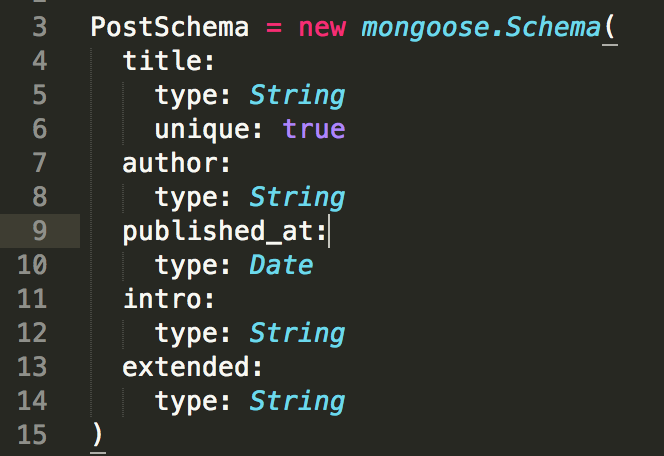 3 PostSchema = new mongoose.Schema(
4 title:
5 type: String
6 unique: true
7 author:
8 type: String
9 published_at:
10 type: Date
11 intro:
12 type: String
13 extended:
14 type: String
15 )